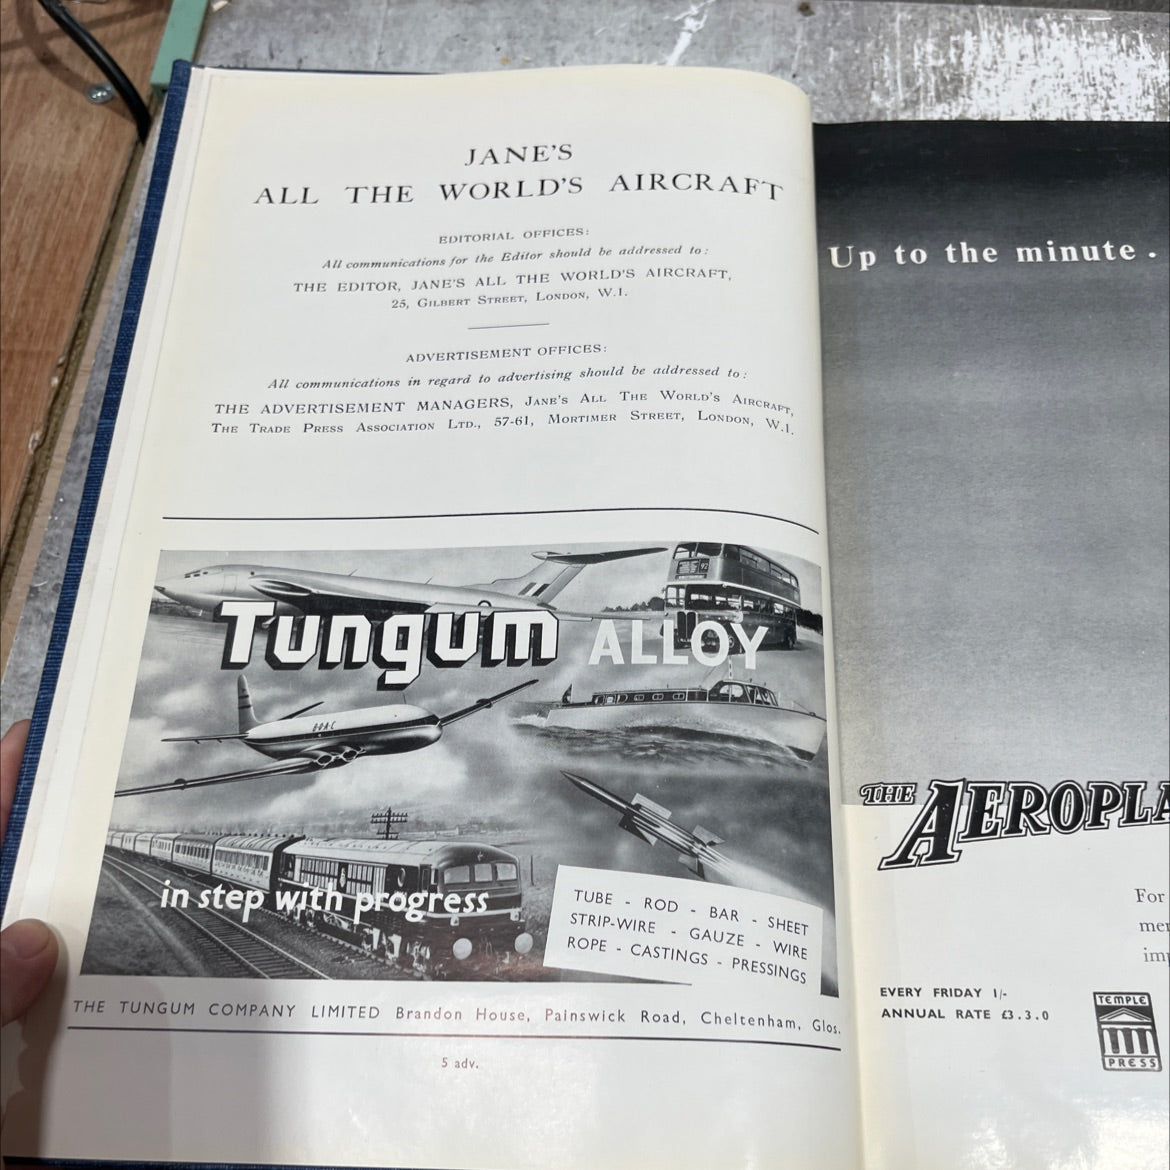 JANE'S
ALL THE WORLD'S AIRCRAFT
EDITORIAL OFFICES:
All communications for the Editor should be addressed to:
THE EDITOR, JANE'S ALL THE WORLD'S AIRCRAFT,
25, GILBERT STREET, LONDON, W.1.
ADVERTISEMENT OFFICES:
All communications in regard to advertising should be addressed to:
THE ADVERTISEMENT MANAGERS, JANE'S ALL THE WORLD'S AIRCRAFT,
THE TRADE PRESS ASSOCIATION LTD., 57-61, MORTIMER STREET, LONDON, W.1.
92
Tungum ALLOY
B·O·A·C
in step with progress
TUBE - ROD - BAR - SHEET
STRIP-WIRE - GAUZE - WIRE
ROPE - CASTINGS - PRESSINGS
THE TUNGUM COMPANY LIMITED Brandon House, Painswick Road, Cheltenham, Glos.
5 adv.
Up to the minute .
THE AEROPLA
For
mer
imp
EVERY FRIDAY 1/-
ANNUAL RATE £3.3.0
TEMPLE
PRESS